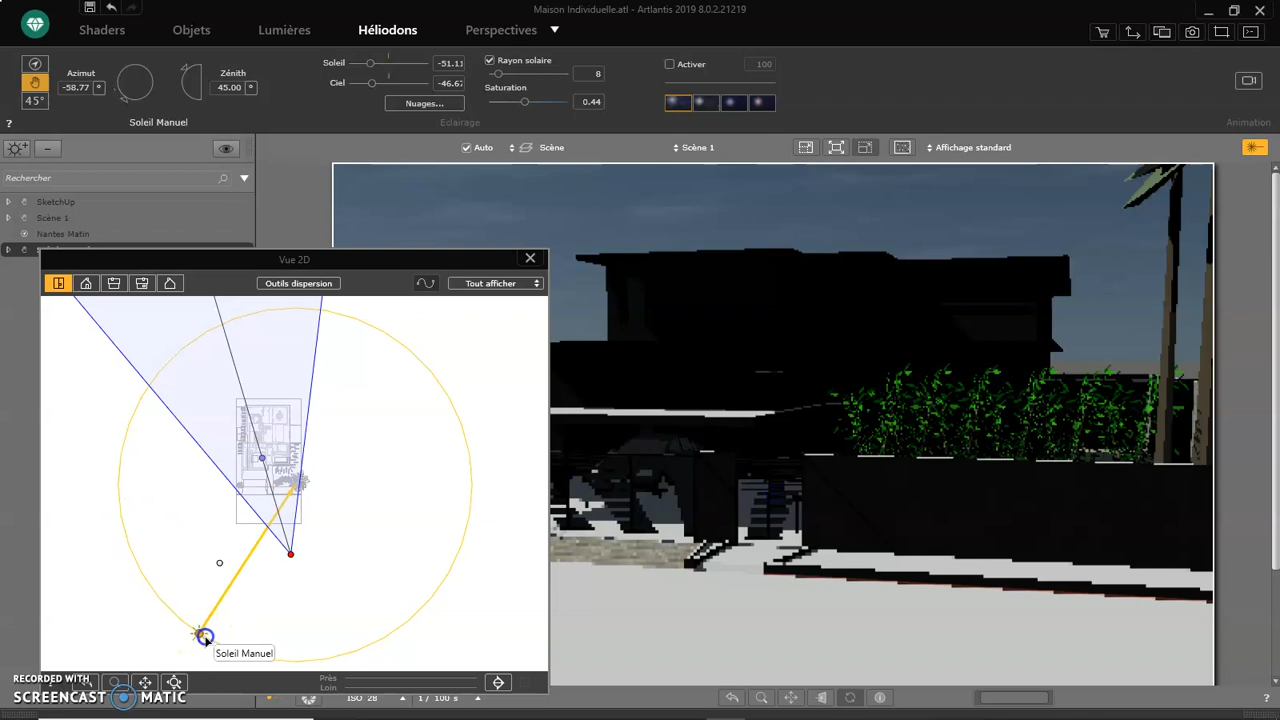 Maison Individuelle.atl - Artlantis 2019 8.0.2.21219
Shaders
Objets
Lumières
Héliodons
Perspectives
Azimut
-58.77 °
Zénith
45.00 °
45°
Soleil Manuel
?
Soleil
-51.11
Ciel
-46.67
Nuages...
Rayon solaire
8
Saturation
0.44
Eclairage
Activer
100
Animation
Auto
Scène
Scène 1
Affichage standard
Rechercher
SketchUp
Scène 1
Nantes Matin
Vue 2D
Outils dispersion
Tout afficher
Soleil Manuel
Près
Loin
ISO 28
1 / 100 s
?
RECORDED WITH
SCREENCAST MATIC